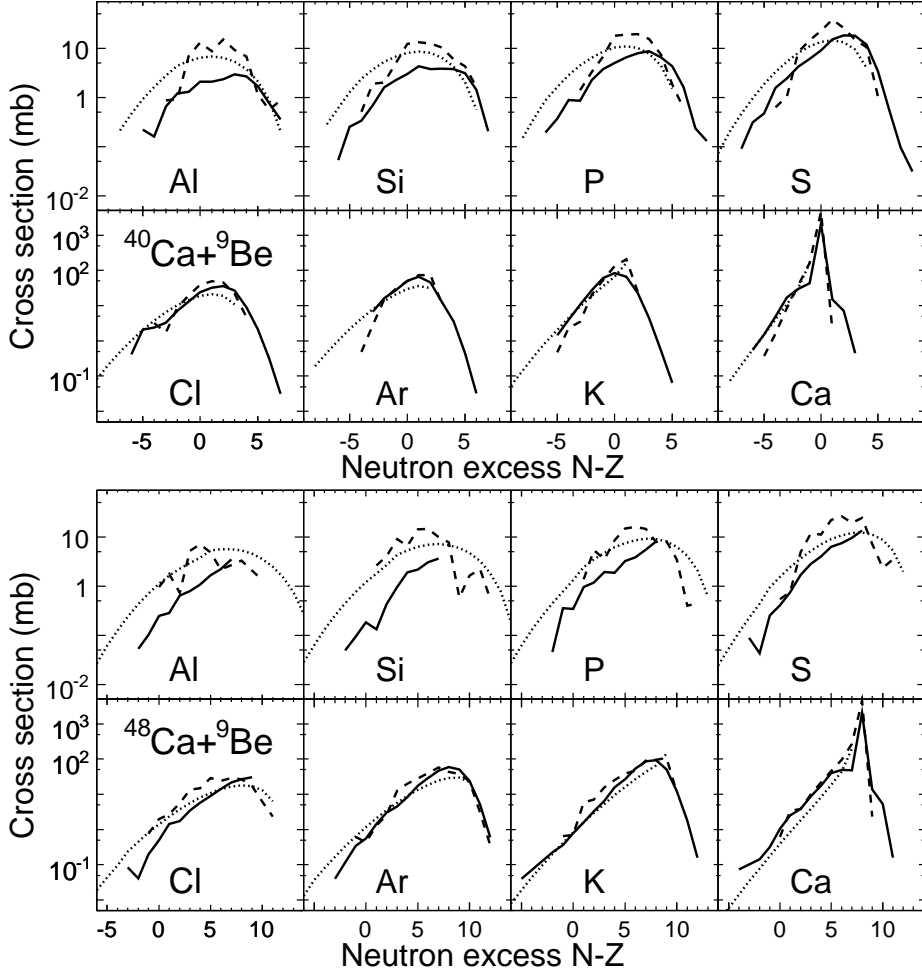 10
1
10-2
Al
Si
P
S
Cross section (mb)
103
102
10-1
40Ca+9Be
Cl
Ar
K
Ca
-5 0 5 -5 0 5 -5 0 5 -5 0 5
Neutron excess N-Z
10
1
10-2
Al
Si
P
S
Cross section (mb)
103
102
10-1
48Ca+9Be
Cl
Ar
K
Ca
-5 0 5 10 0 5 10 0 5 10 0 5 10
Neutron excess N-Z